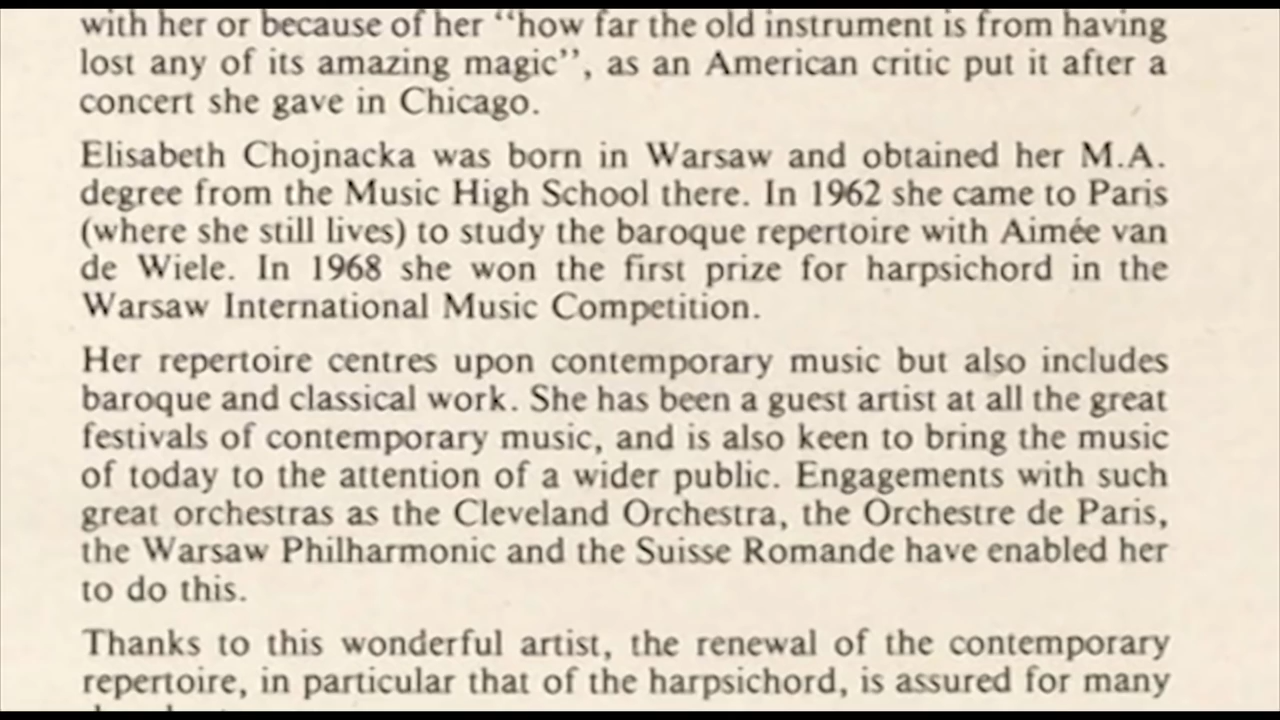 with her or because of her “how far the old instrument is from having
lost any of its amazing magic”, as an American critic put it after a
concert she gave in Chicago.
Elisabeth Chojnacka was born in Warsaw and obtained her M.A.
degree from the Music High School there. In 1962 she came to Paris
(where she still lives) to study the baroque repertoire with Aimée van
de Wiele. In 1968 she won the first prize for harpsichord in the
Warsaw International Music Competition.
Her repertoire centres upon contemporary music but also includes
baroque and classical work. She has been a guest artist at all the great
festivals of contemporary music, and is also keen to bring the music
of today to the attention of a wider public. Engagements with such
great orchestras as the Cleveland Orchestra, the Orchestre de Paris,
the Warsaw Philharmonic and the Suisse Romande have enabled her
to do this.
Thanks to this wonderful artist, the renewal of the contemporary
repertoire, in particular that of the harpsichord, is assured for many